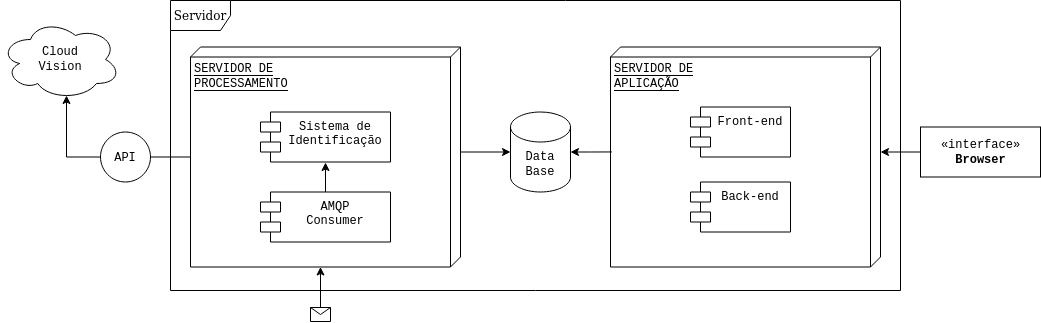 Servidor
Cloud
Vision
API
SERVIDOR DE
PROCESSAMENTO
Sistema de
Identificação
AMQP
Consumer
Data
Base
SERVIDOR DE
APLICAÇÃO
Front-end
Back-end
«interface»
Browser